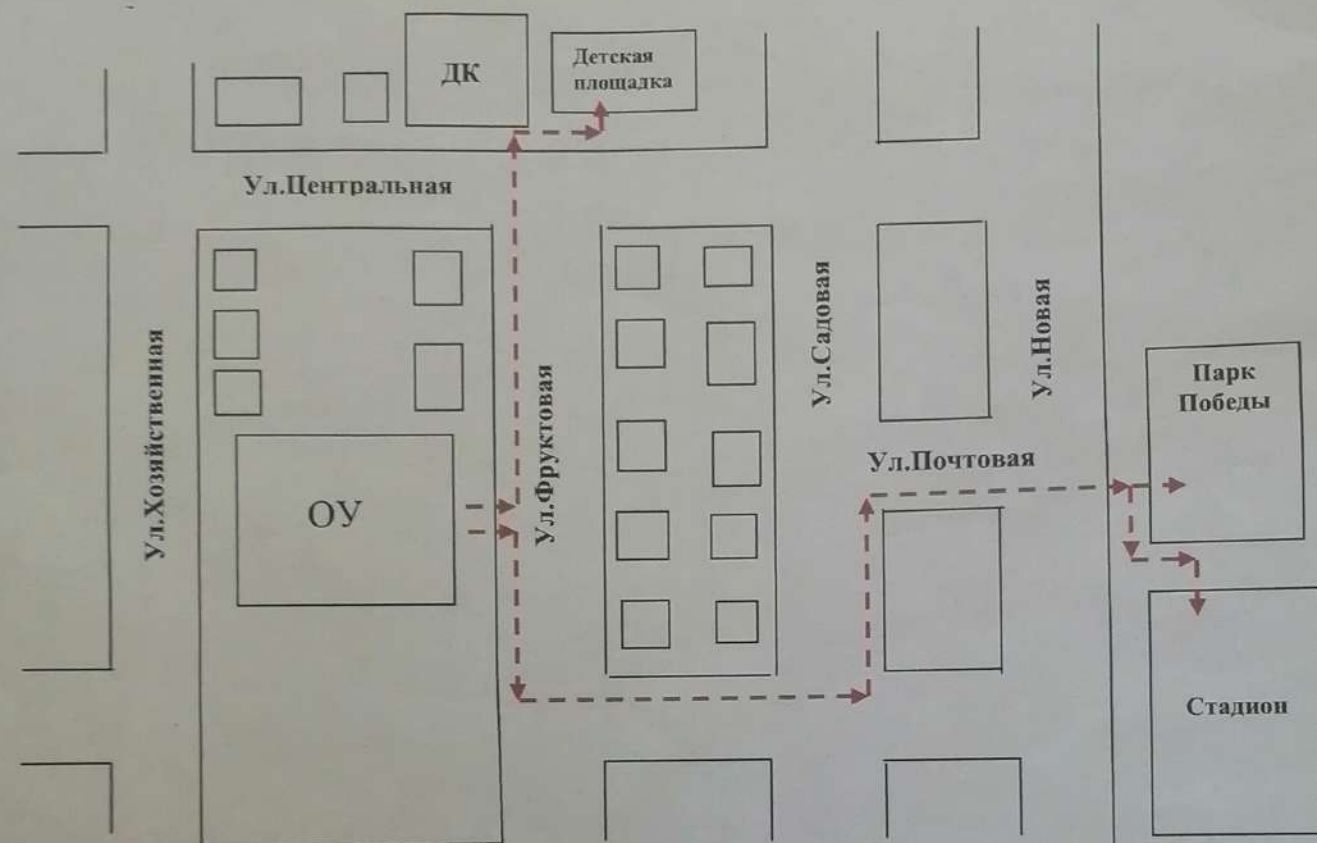 ДК
Детская
площадка
Ул.Центральная
Ул.Хозяйственная
ОУ
Ул.Фруктовая
Ул.Садовая
Ул.Новая
Парк
Победы
Ул.Почтовая
Стадион